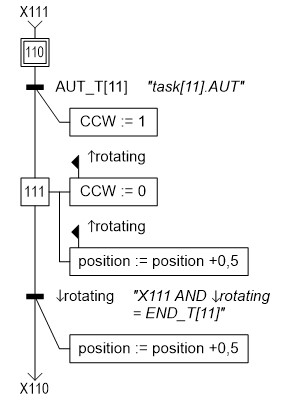 X111
110
AUT_T[11] "task[11].AUT"
CCW := 1
↑rotating
111
CCW := 0
↑rotating
position := position +0,5
↓rotating "X111 AND ↓rotating
= END_T[11]"
position := position +0,5
X110